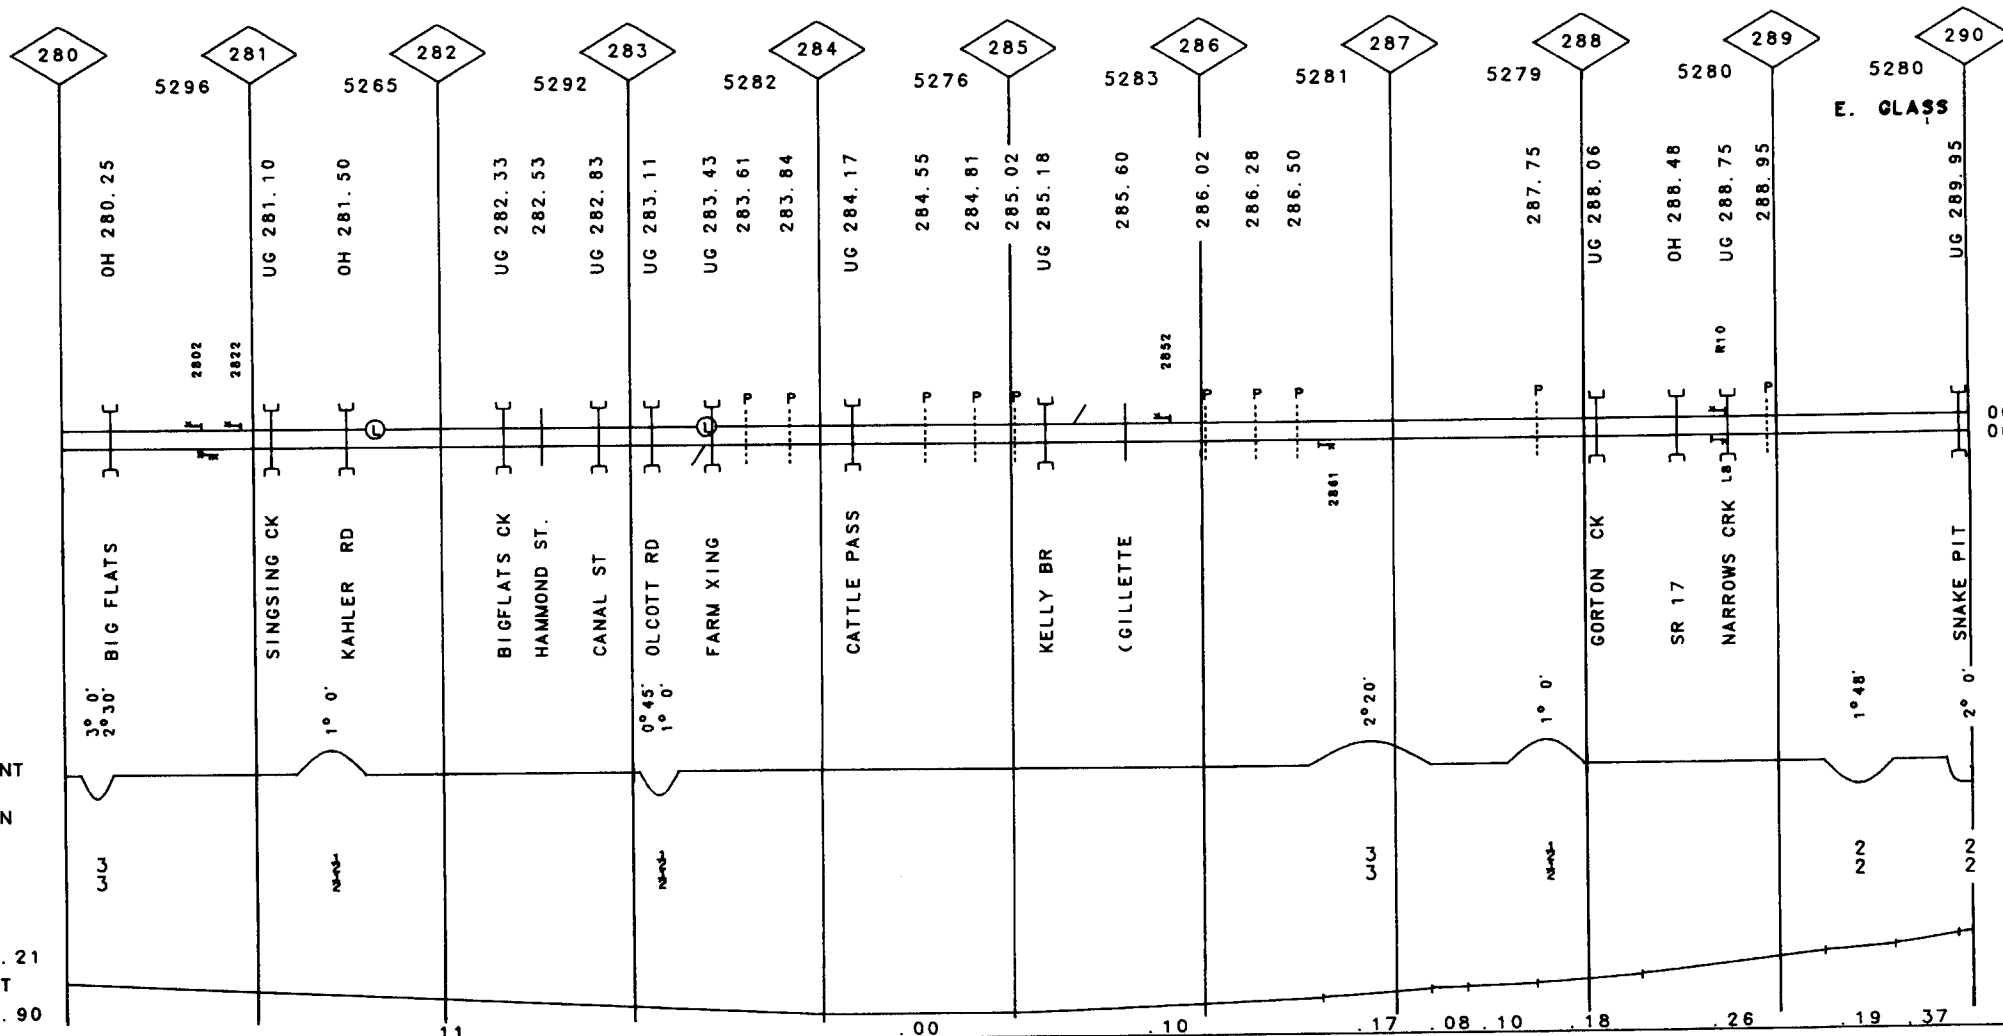 280 281 282 283 284 285 286 287 288 289 290
5296 5265 5292 5282 5276 5283 5281 5279 5280 5280
E. GLASS
OH 280.25
UG 281.10
OH 281.50
UG 282.33
282.53
UG 282.83
UG 283.11
UG 283.43
283.61
283.84
UG 284.17
284.55
284.81
285.02
UG 285.18
285.60
286.02
286.28
286.50
287.75
UG 288.06
OH 288.48
UG 288.75
288.95
UG 289.95
2802
2822
2852
R10
P P P P P P P P P P
L L
2861
L8
BIG FLATS
SINGSING CK
KAHLER RD
BIGFLATS CK
HAMMOND ST.
CANAL ST
OLCOTT RD
FARM XING
CATTLE PASS
KELLY BR
(GILLETTE
GORTON CK
SR 17
NARROWS CRK
SNAKE PIT
3° 0'
2°30'
1° 0'
0°45'
1° 0'
2°20'
1° 0'
1°48'
2° 0'
NT
N
3
3
3
3
2
2
2
2
.21
T
.90
.11 .00 .10 .17 .08 .10 .18 .26 .19 .37